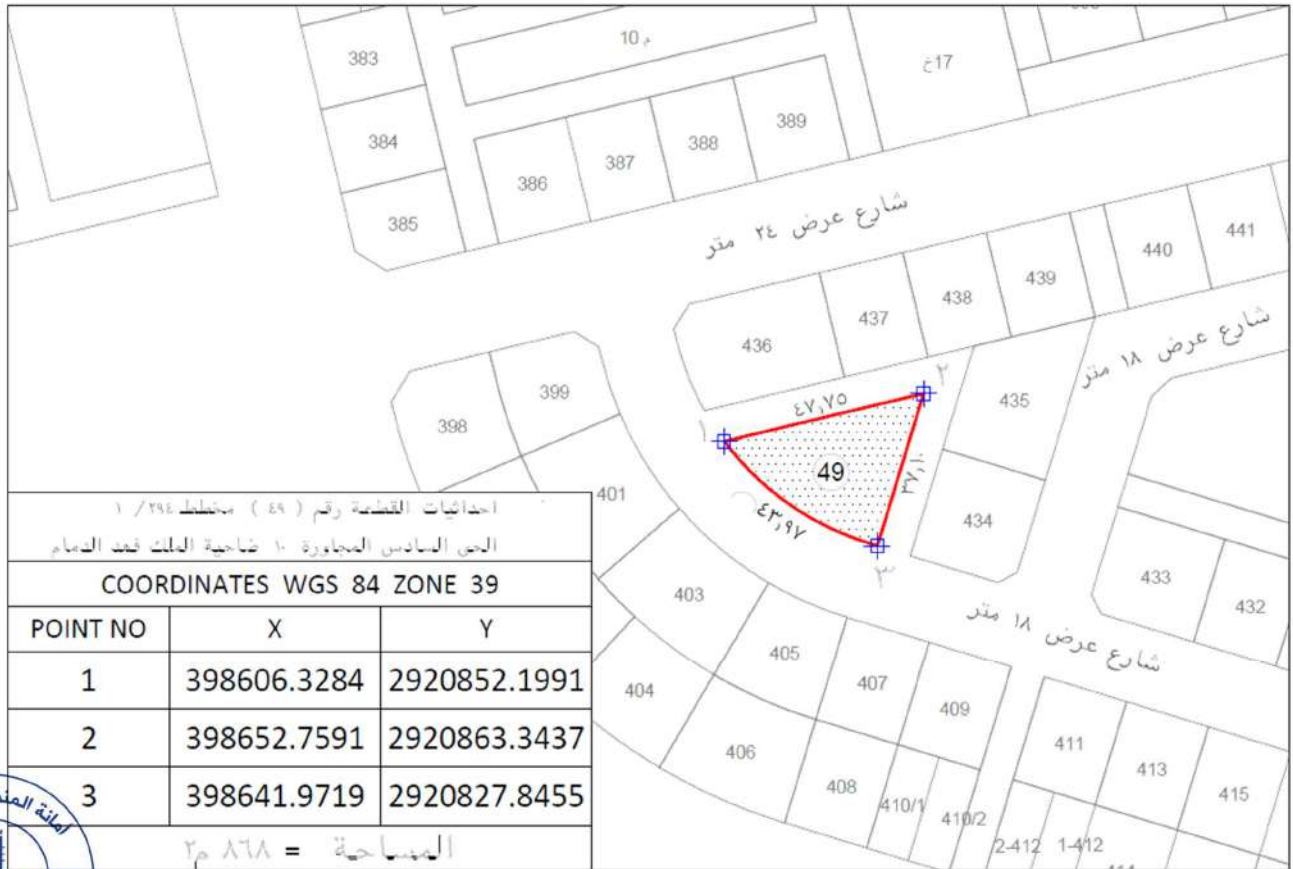 383
م 10
خ17
384
389
388
387
386
385
شارع عرض ٢٤ متر
441
440
439
438
437
436
شارع عرض ١٨ متر
399
398
435
٤٧,٧٥
٢
١
49
٣٧,١٠
401
434
٤٣,٩٧
٣
احداثيات القطعة رقم ( ٤٩ ) مخطط ٢٩٤/ ١
الحى السادس المجاورة ١٠ ضاحية الملك فهد الدمام
COORDINATES WGS 84 ZONE 39
POINT NO X Y
1 398606.3284 2920852.1991
2 398652.7591 2920863.3437
3 398641.9719 2920827.8455
المساحة = ٨٦٨ م٢
433
432
403
شارع عرض ١٨ متر
405
407
404
409
406
411
413
408
415
410/1
410/2
2-412
1-412
أمانة